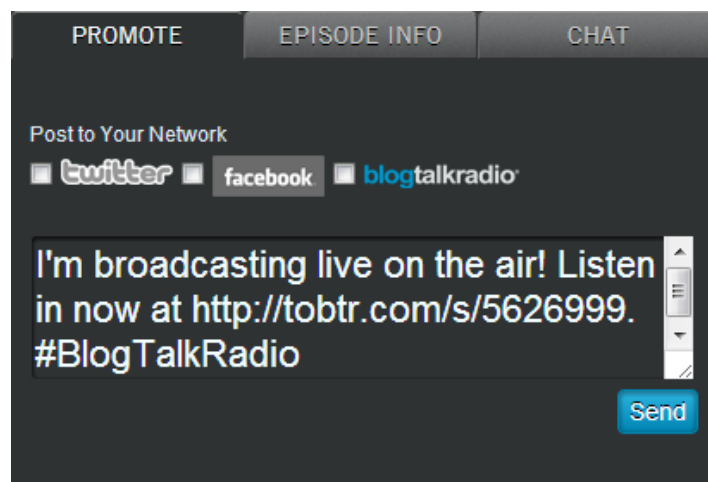 PROMOTE EPISODE INFO CHAT
Post to Your Network
twitter facebook blogtalkradio
I'm broadcasting live on the air! Listen
in now at http://tobtr.com/s/5626999.
#BlogTalkRadio
Send